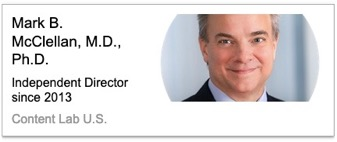 Mark B.
McClellan, M.D.,
Ph.D.
Independent Director
since 2013
Content Lab U.S.